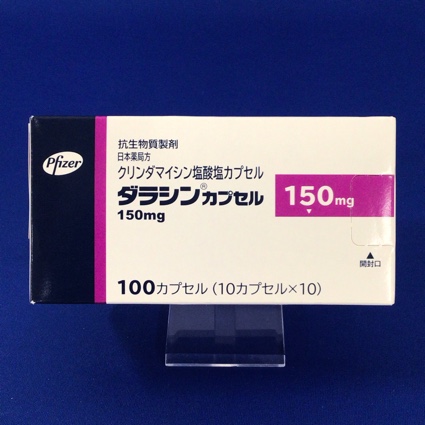 Pfizer
抗生物質製剤
日本薬局方
クリンダマイシン塩酸塩カプセル
ダラシン®カプセル
150mg
150mg
▲
開封口
100カプセル(10カプセル×10)